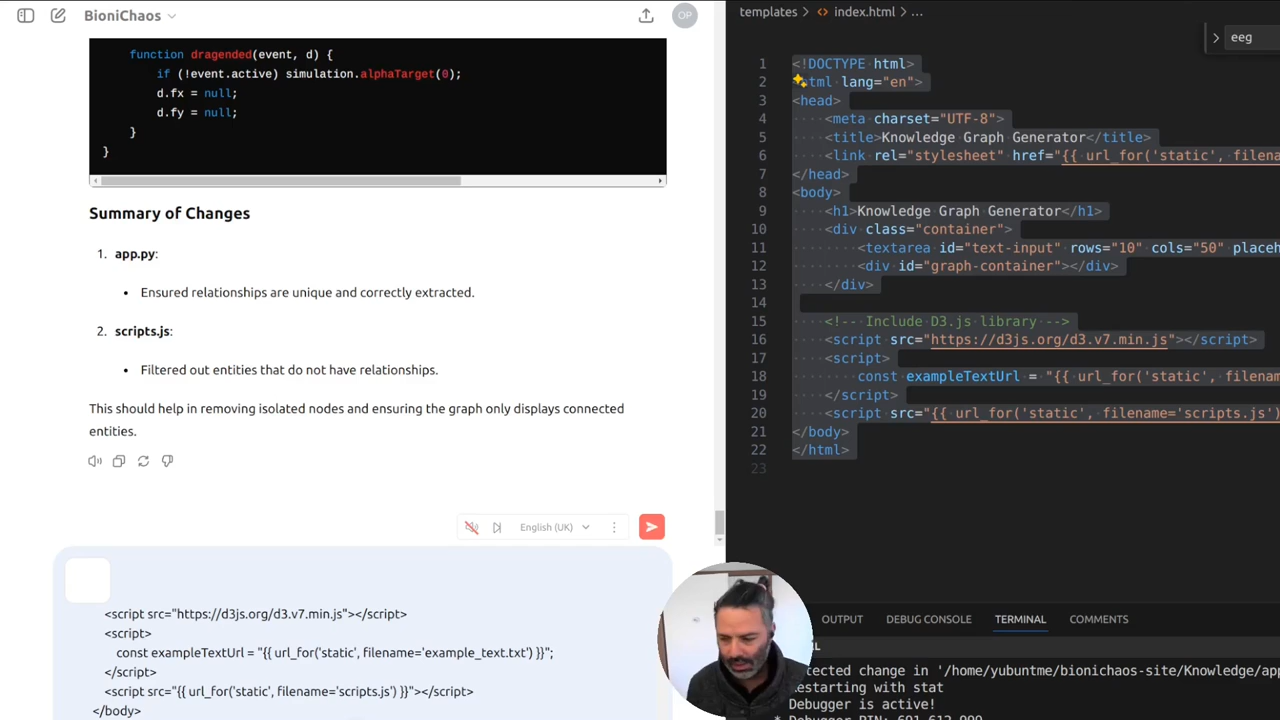 BioniChaos
OP
function dragended(event, d) {
if (!event.active) simulation.alphaTarget(0);
d.fx = null;
d.fy = null;
}
}
Summary of Changes
1. app.py:
• Ensured relationships are unique and correctly extracted.
2. scripts.js:
• Filtered out entities that do not have relationships.
This should help in removing isolated nodes and ensuring the graph only displays connected
entities.
English (UK)
<script src="https://d3js.org/d3.v7.min.js"></script>
<script>
const exampleTextUrl = "{{ url_for('static', filename='example_text.txt') }}";
</script>
<script src="{{ url_for('static', filename='scripts.js') }}"></script>
</body>
templates > index.html > ...
eeg
1 <!DOCTYPE html>
2 html lang="en">
3 <head>
4 <meta charset="UTF-8">
5 <title>Knowledge Graph Generator</title>
6 <link rel="stylesheet" href="{{ url_for('static', filena
7 </head>
8 <body>
9 <h1>Knowledge Graph Generator</h1>
10 <div class="container">
11 <textarea id="text-input" rows="10" cols="50" placeh
12 <div id="graph-container"></div>
13 </div>
14
15 <!-- Include D3.js library -->
16 <script src="https://d3js.org/d3.v7.min.js"></script>
17 <script>
18 const exampleTextUrl = "{{ url_for('static', filenam
19 </script>
20 <script src="{{ url_for('static', filename='scripts.js')
21 </body>
22 </html>
23
OUTPUT DEBUG CONSOLE TERMINAL COMMENTS
etected change in '/home/yubuntme/bionichaos-site/Knowledge/app
Restarting with stat
Debugger is active!
* Debugger PIN: 691-612-999